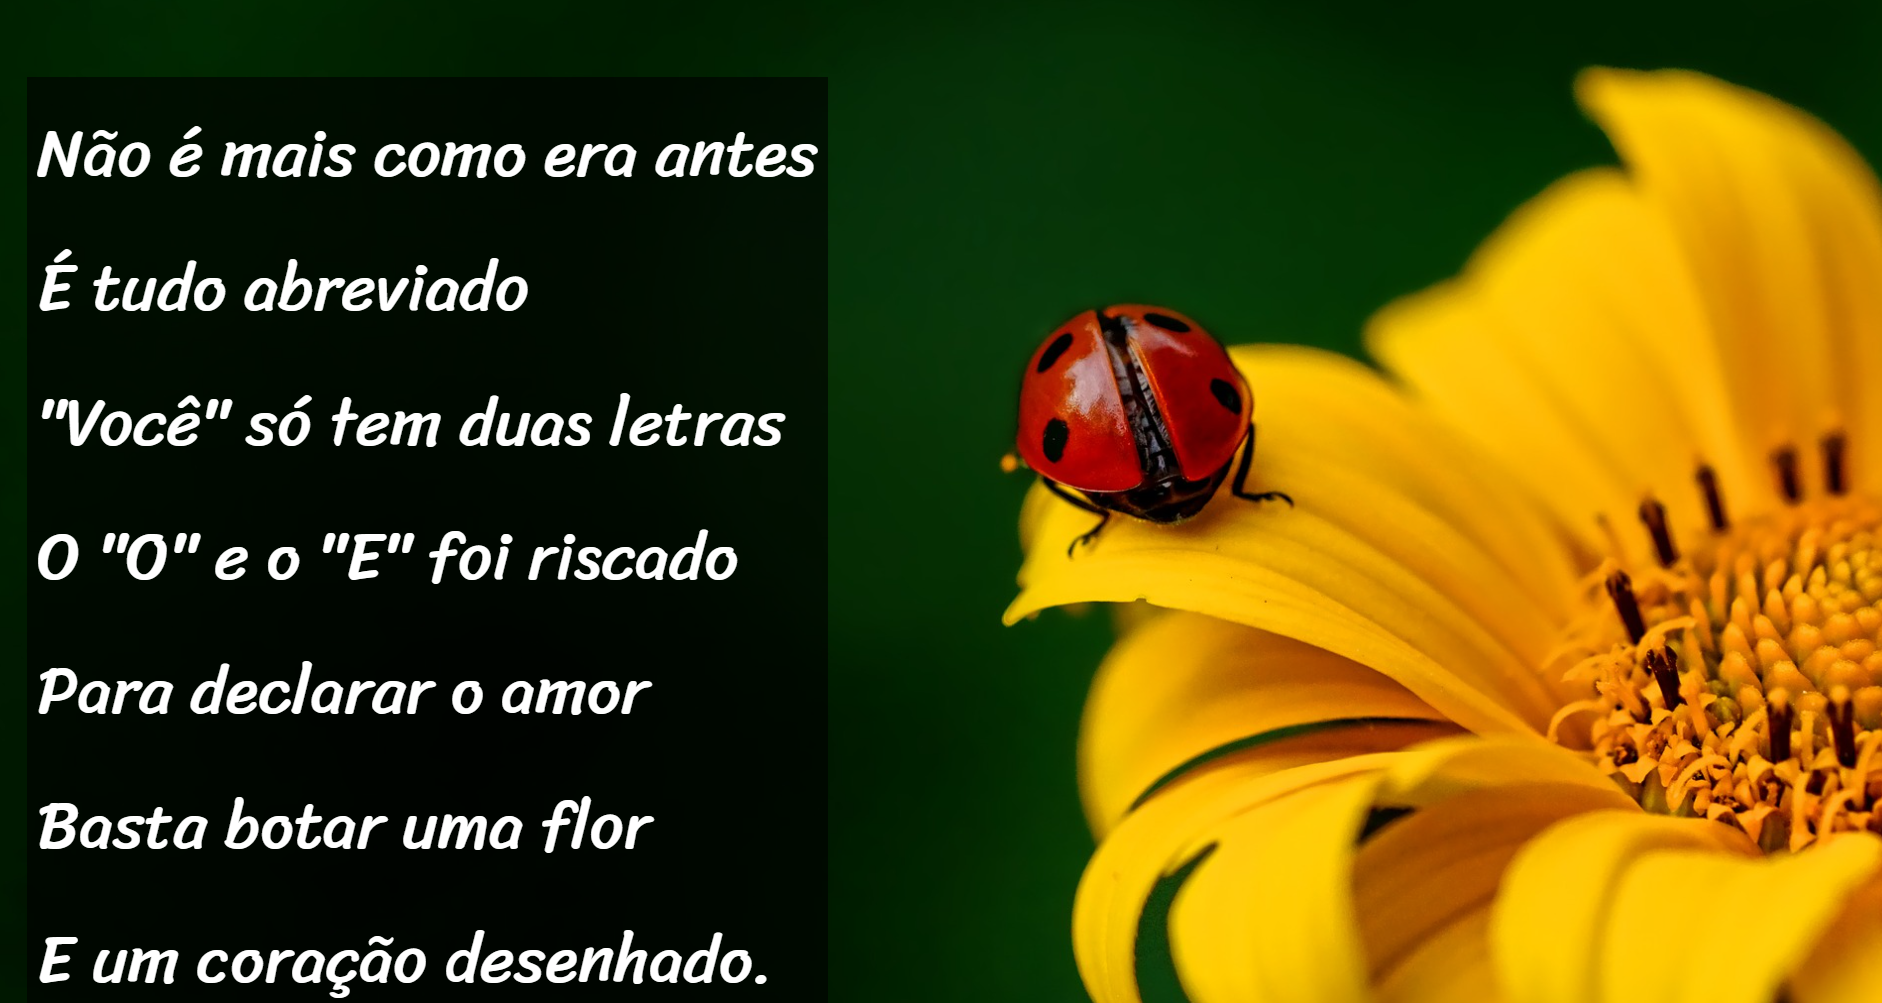 Não é mais como era antes
É tudo abreviado
"Você" só tem duas letras
O "O" e o "E" foi riscado
Para declarar o amor
Basta botar uma flor
E um coração desenhado.